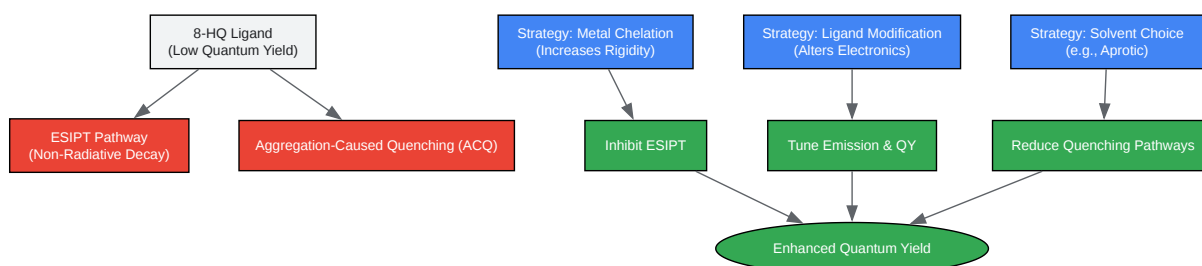 8-HQ Ligand
(Low Quantum Yield)
Strategy: Metal Chelation
(Increases Rigidity)
Strategy: Ligand Modification
(Alters Electronics)
Strategy: Solvent Choice
(e.g., Aprotic)
ESIPT Pathway
(Non-Radiative Decay)
Aggregation-Caused Quenching (ACQ)
Inhibit ESIPT
Tune Emission & QY
Reduce Quenching Pathways
Enhanced Quantum Yield